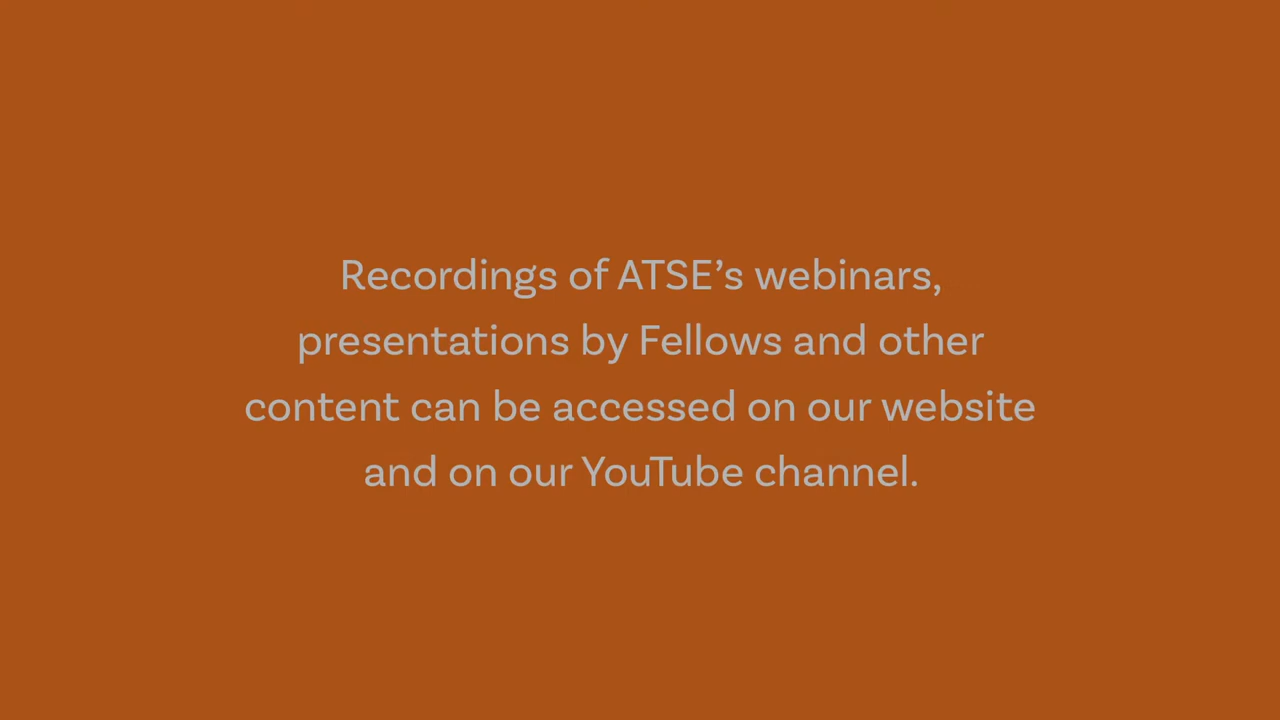 Recordings of ATSE’s webinars,
presentations by Fellows and other
content can be accessed on our website
and on our YouTube channel.